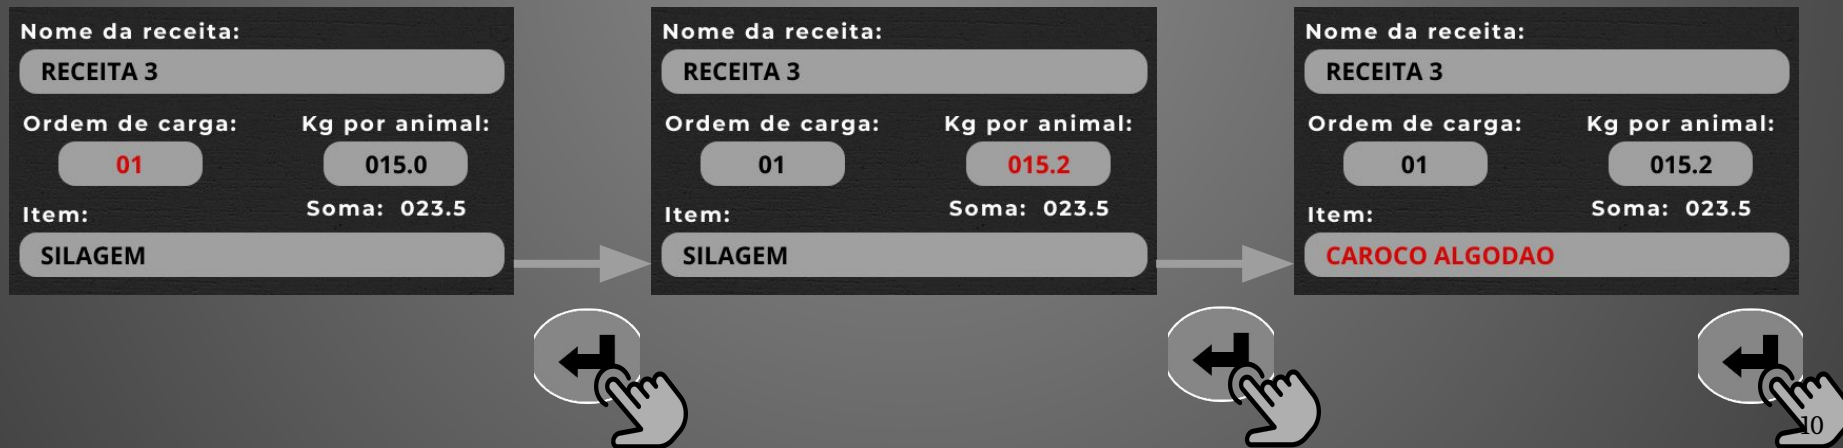 Nome da receita:
RECEITA 3
Ordem de carga: Kg por animal:
01 015.0
Soma: 023.5
Item:
SILAGEM
Nome da receita:
RECEITA 3
Ordem de carga: Kg por animal:
01 015.2
Soma: 023.5
Item:
SILAGEM
Nome da receita:
RECEITA 3
Ordem de carga: Kg por animal:
01 015.2
Soma: 023.5
Item:
CAROCO ALGODAO
10